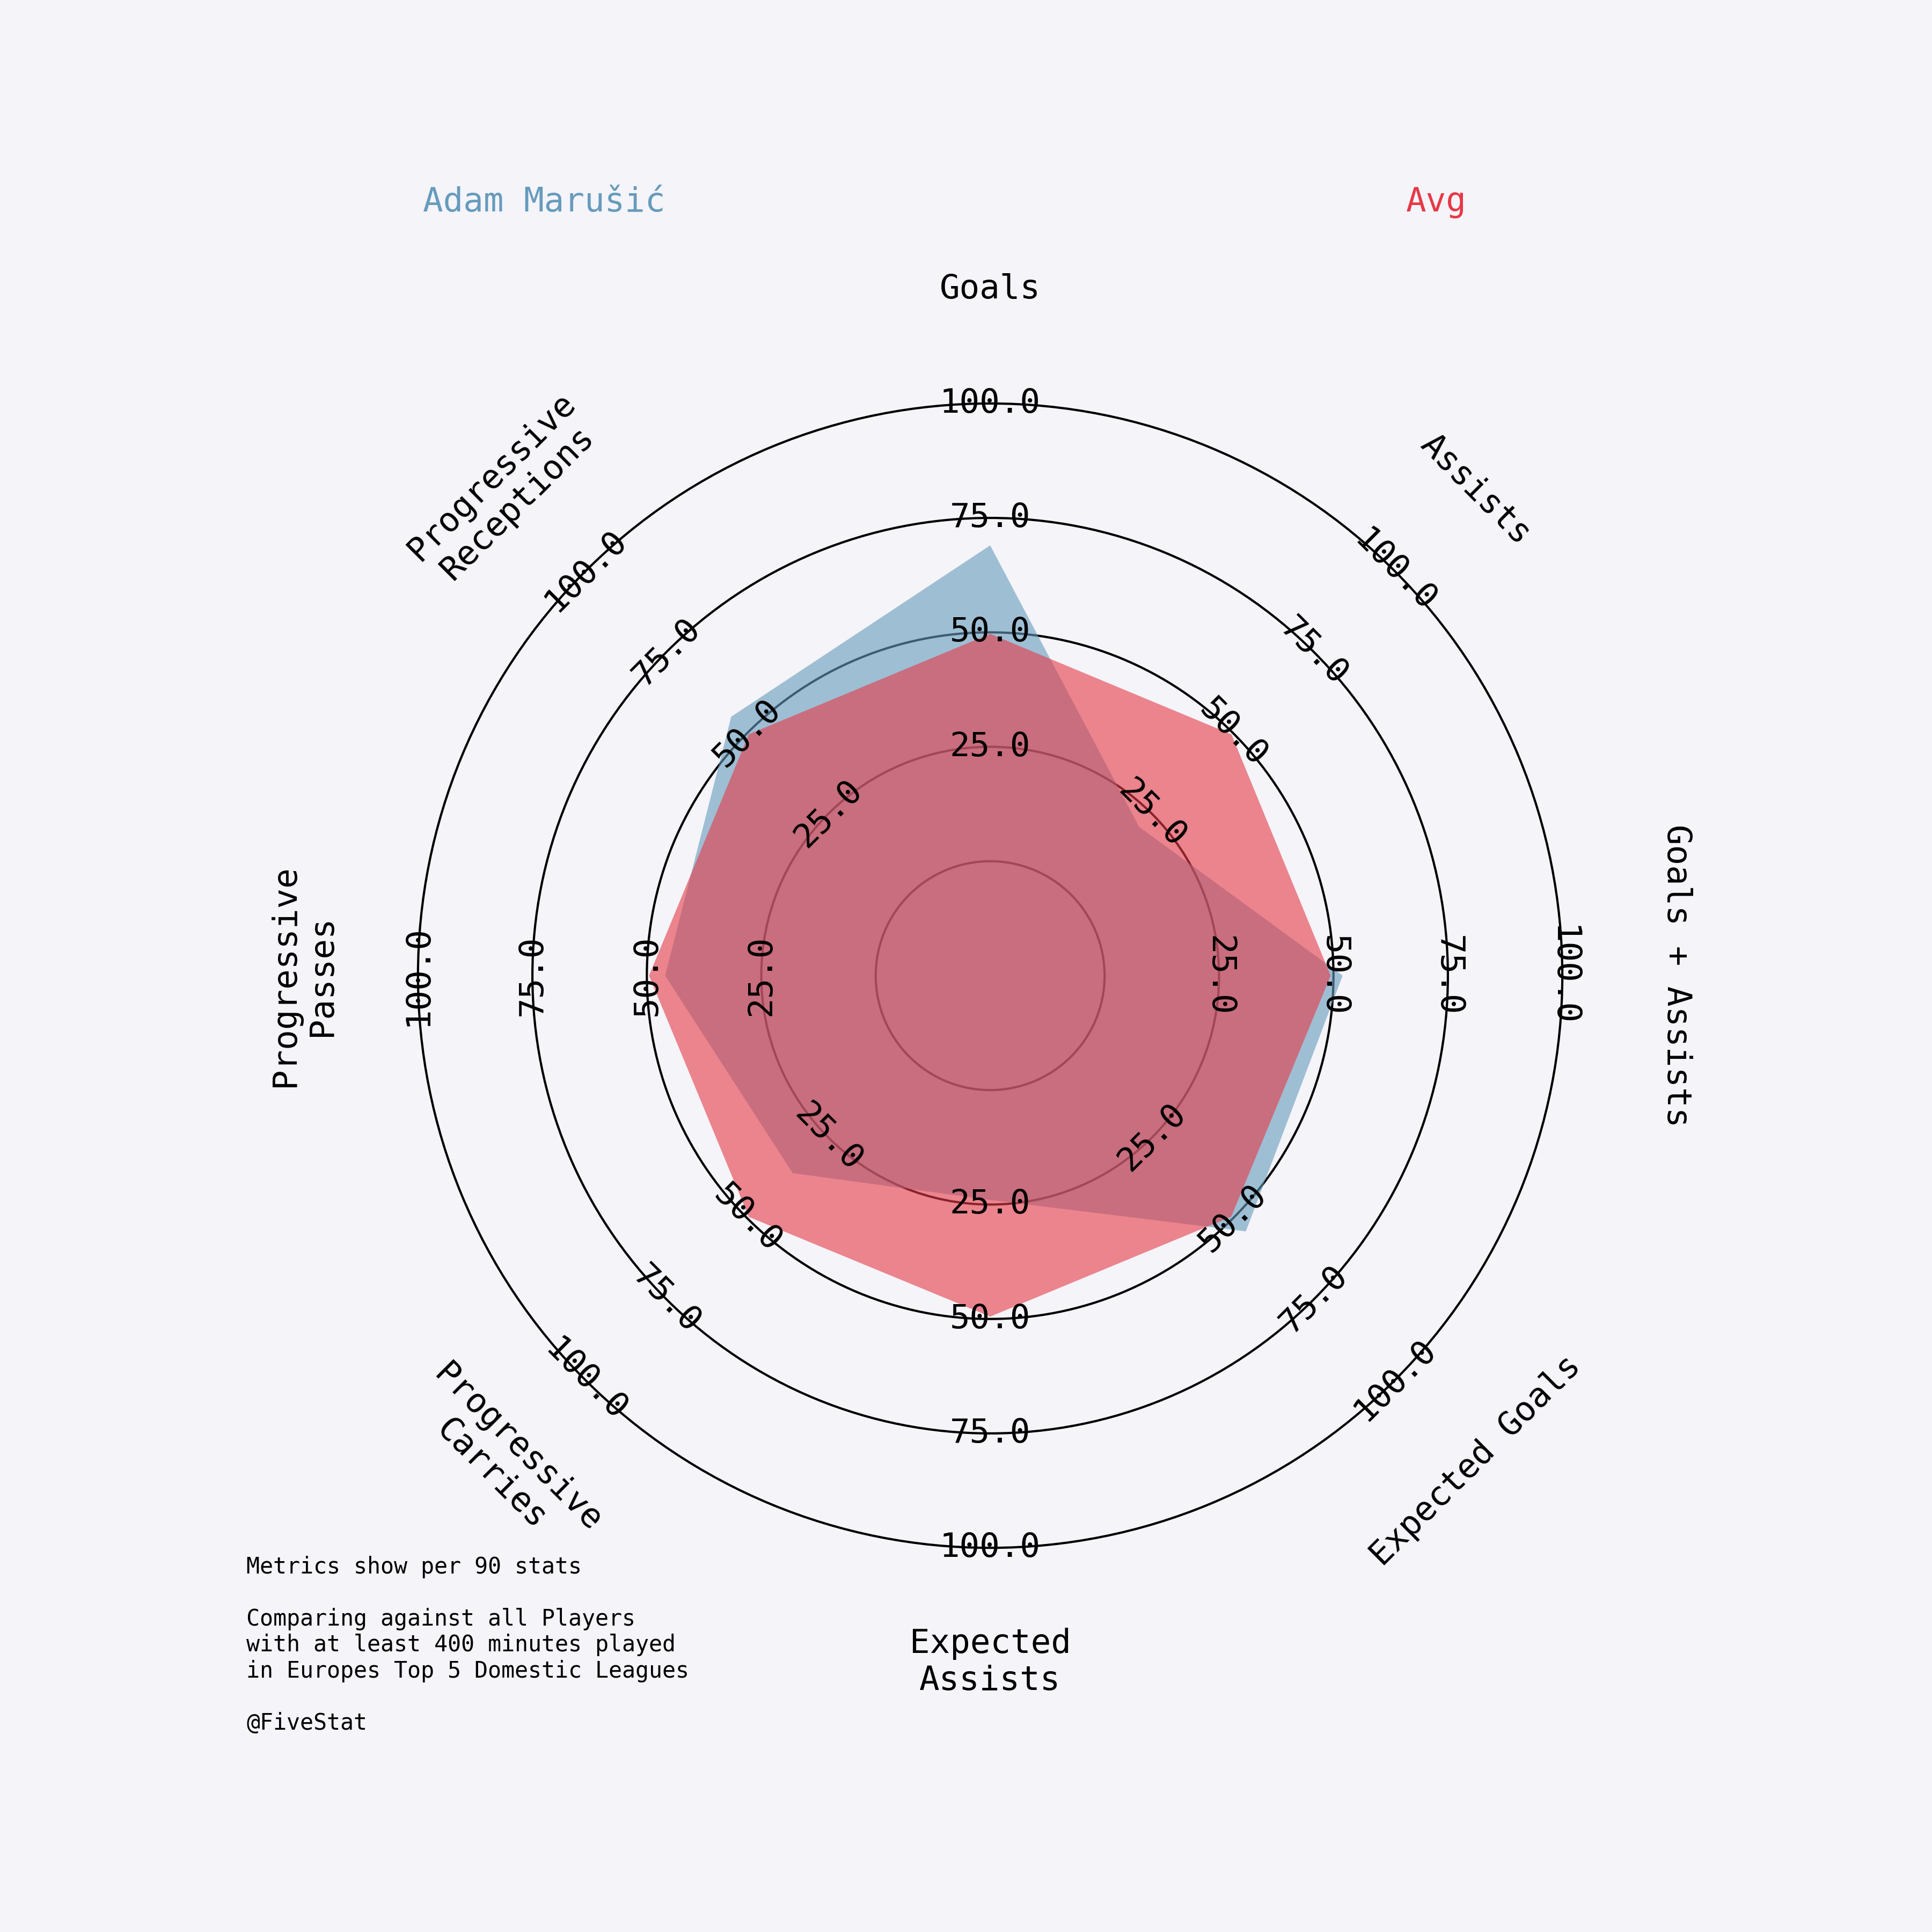 Adam Marušić
Avg
Goals
Assists
Goals + Assists
Expected Goals
Expected
Assists
Progressive
Carries
Progressive
Passes
Progressive
Receptions
25.0
50.0
75.0
100.0
25.0
50.0
75.0
100.0
25.0
50.0
75.0
100.0
25.0
50.0
75.0
100.0
25.0
50.0
75.0
100.0
25.0
50.0
75.0
100.0
25.0
50.0
75.0
100.0
25.0
50.0
75.0
100.0
Metrics show per 90 stats
Comparing against all Players
with at least 400 minutes played
in Europes Top 5 Domestic Leagues
@FiveStat